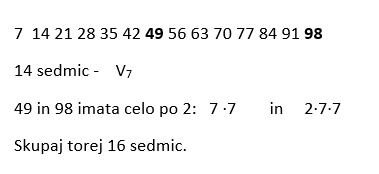 7 14 21 28 35 42 49 56 63 70 77 84 91 98
14 sedmic - V₇
49 in 98 imata celo po 2: 7 ·7 in 2·7·7
Skupaj torej 16 sedmic.